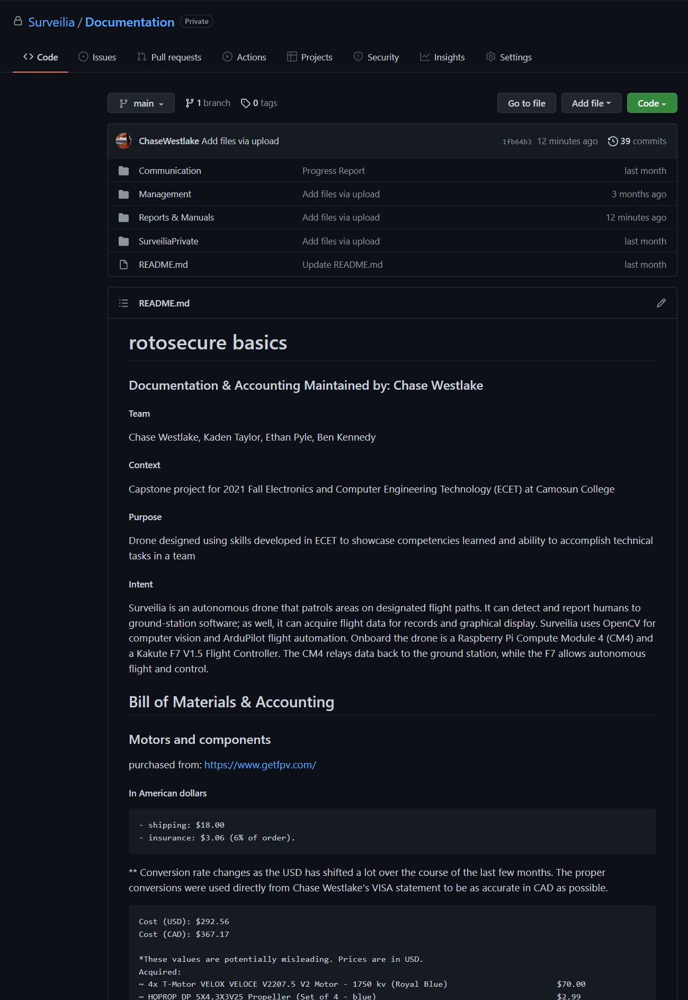 Surveilia / Documentation Private
Code Issues Pull requests Actions Projects Security Insights Settings
main 1 branch 0 tags Go to file Add file Code
ChaseWestlake Add files via upload 1fb64b3 12 minutes ago 39 commits
Communication Progress Report last month
Management Add files via upload 3 months ago
Reports & Manuals Add files via upload 12 minutes ago
SurveiliaPrivate Add files via upload last month
README.md Update README.md last month
README.md
rotosecure basics
Documentation & Accounting Maintained by: Chase Westlake
Team
Chase Westlake, Kaden Taylor, Ethan Pyle, Ben Kennedy
Context
Capstone project for 2021 Fall Electronics and Computer Engineering Technology (ECET) at Camosun College
Purpose
Drone designed using skills developed in ECET to showcase competencies learned and ability to accomplish technical
tasks in a team
Intent
Surveilia is an autonomous drone that patrols areas on designated flight paths. It can detect and report humans to
ground-station software; as well, it can acquire flight data for records and graphical display. Surveilia uses OpenCV for
computer vision and ArduPilot flight automation. Onboard the drone is a Raspberry Pi Compute Module 4 (CM4) and
a Kakute F7 V1.5 Flight Controller. The CM4 relays data back to the ground station, while the F7 allows autonomous
flight and control.
Bill of Materials & Accounting
Motors and components
purchased from: https://www.getfpv.com/
In American dollars
- shipping: $18.00
- insurance: $3.06 (6% of order).
** Conversion rate changes as the USD has shifted a lot over the course of the last few months. The proper
conversions were used directly from Chase Westlake's VISA statement to be as accurate in CAD as possible.
Cost (USD): $292.56
Cost (CAD): $367.17
*These values are potentially misleading. Prices are in USD.
Acquired:
~ 4x T-Motor VELOX VELOCE V2207.5 V2 Motor - 1750 kv (Royal Blue) $70.00
~ HQPROP DP 5X4.3X3V25 Propeller (Set of 4 - blue) $2.99